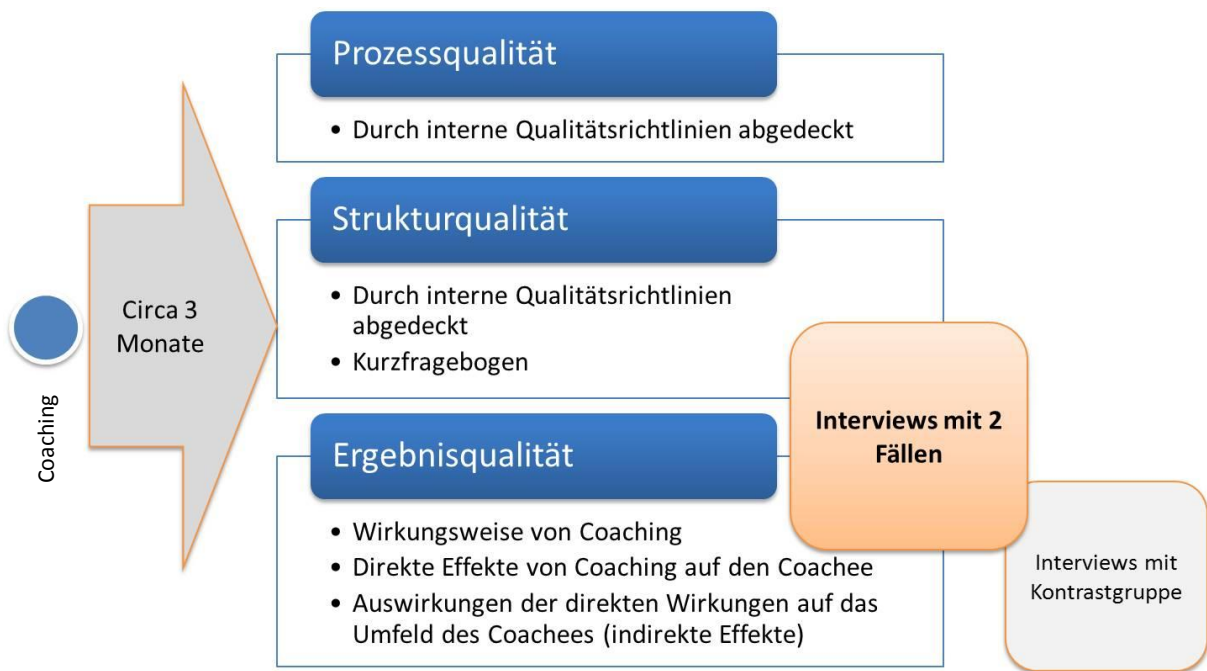 Prozessqualität
• Durch interne Qualitätsrichtlinien abgedeckt
Strukturqualität
• Durch interne Qualitätsrichtlinien
abgedeckt
• Kurzfragebogen
Circa 3
Monate
Coaching
Interviews mit 2
Fällen
Ergebnisqualität
• Wirkungsweise von Coaching
• Direkte Effekte von Coaching auf den Coachee
• Auswirkungen der direkten Wirkungen auf das
Umfeld des Coachees (indirekte Effekte)
Interviews mit
Kontrastgruppe